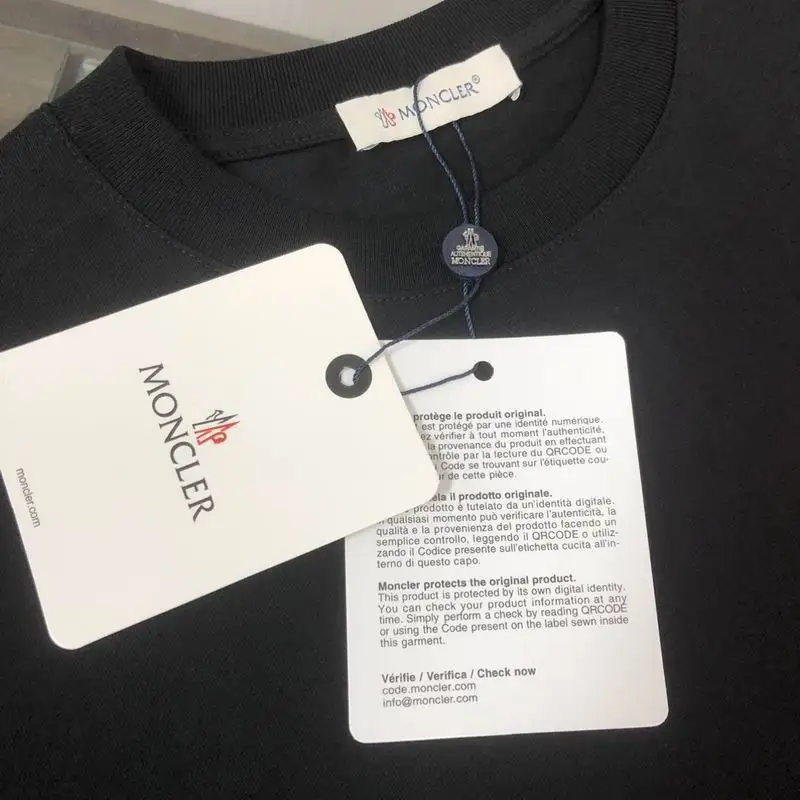 MONCLER®
GARANTIE
AUTHENTIQUE
MONCLER
MONCLER
moncler.com
protège le produit original.
est protégé par une identité numérique.
vérifier à tout moment l'authenticité,
la provenance du produit en effectuant
par la lecture du QRCODE ou
Code se trouvant sur l'étiquette cou-
de cette pièce.
il prodotto originale.
prodotto è tutelato da un'identità digitale.
qualsiasi momento può verificare l'autenticità, la
qualità e la provenienza del prodotto facendo un
semplice controllo, leggendo il QRCODE o utiliz-
zando il Codice presente sull'etichetta cucita all'in-
terno di questo capo.
Moncler protects the original product.
This product is protected by its own digital identity.
You can check your product information at any
time. Simply perform a check by reading QRCODE
or using the Code present on the label sewn inside
this garment.
Vérifie / Verifica / Check now
code.moncler.com
info@moncler.com